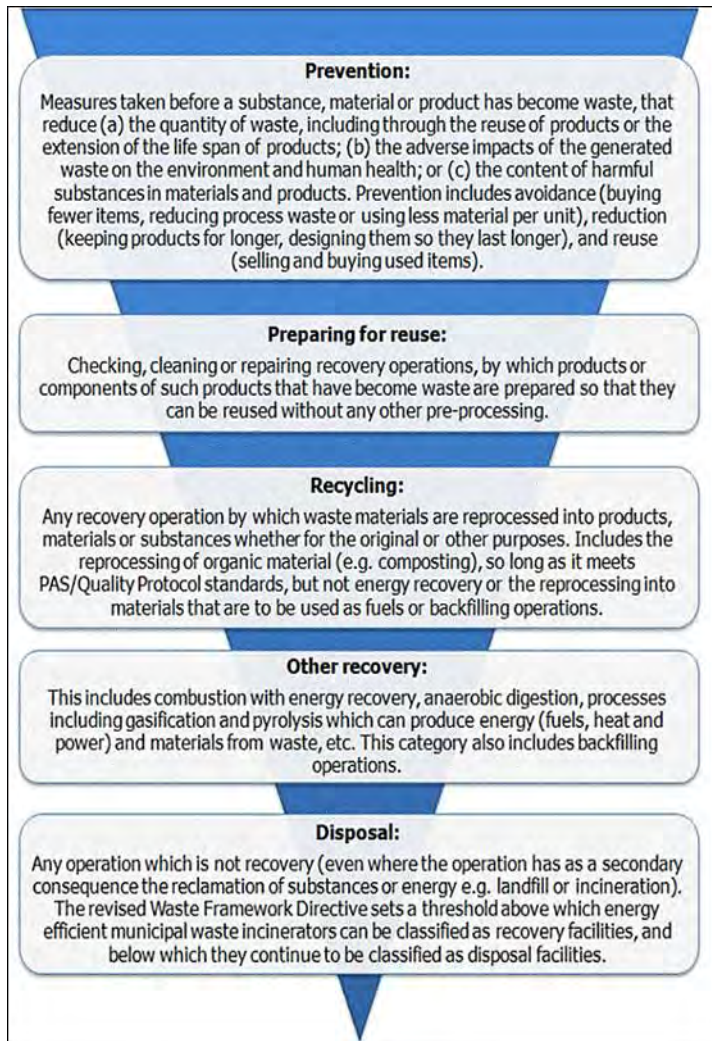 Prevention:
Measures taken before a substance, material or product has become waste, that
reduce (a) the quantity of waste, including through the reuse of products or the
extension of the life span of products; (b) the adverse impacts of the generated
waste on the environment and human health; or (c) the content of harmful
substances in materials and products. Prevention includes avoidance (buying
fewer items, reducing process waste or using less material per unit), reduction
(keeping products for longer, designing them so they last longer), and reuse
(selling and buying used items).
Preparing for reuse:
Checking, cleaning or repairing recovery operations, by which products or
components of such products that have become waste are prepared so that they
can be reused without any other pre-processing.
Recycling:
Any recovery operation by which waste materials are reprocessed into products,
materials or substances whether for the original or other purposes. Includes the
reprocessing of organic material (e.g. composting), so long as it meets
PAS/Quality Protocol standards, but not energy recovery or the reprocessing into
materials that are to be used as fuels or backfilling operations.
Other recovery:
This includes combustion with energy recovery, anaerobic digestion, processes
including gasification and pyrolysis which can produce energy (fuels, heat and
power) and materials from waste, etc. This category also includes backfilling
operations.
Disposal:
Any operation which is not recovery (even where the operation has as a secondary
consequence the reclamation of substances or energy e.g. landfill or incineration).
The revised Waste Framework Directive sets a threshold above which energy
efficient municipal waste incinerators can be classified as recovery facilities, and
below which they continue to be classified as disposal facilities.